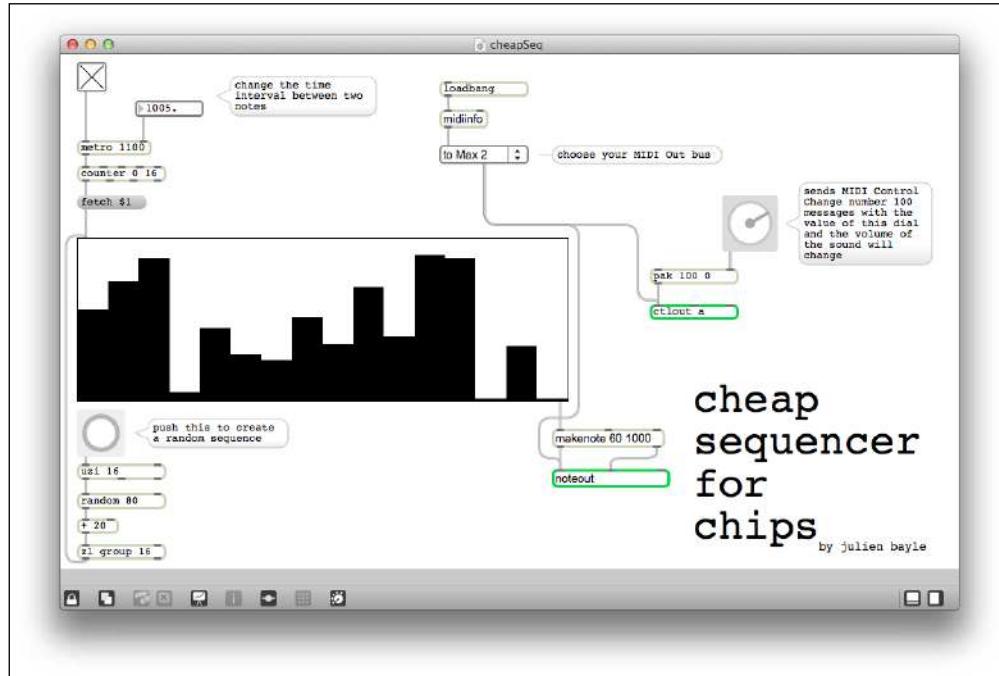 cheapSeq
change the time
interval between two
notes
1005.
metro 1100
counter 0 16
fetch $1
loadbang
midiinfo
to Max 2
choose your MIDI Out bus
sends MIDI Control
Change number 100
messages with the
value of this dial
and the volume of
the sound will
change
pak 100 0
ctlout a
push this to create
a random sequence
uzi 16
random 80
+ 20
zl group 16
makenote 60 1000
noteout
cheap
sequencer
for
chips
by julien bayle